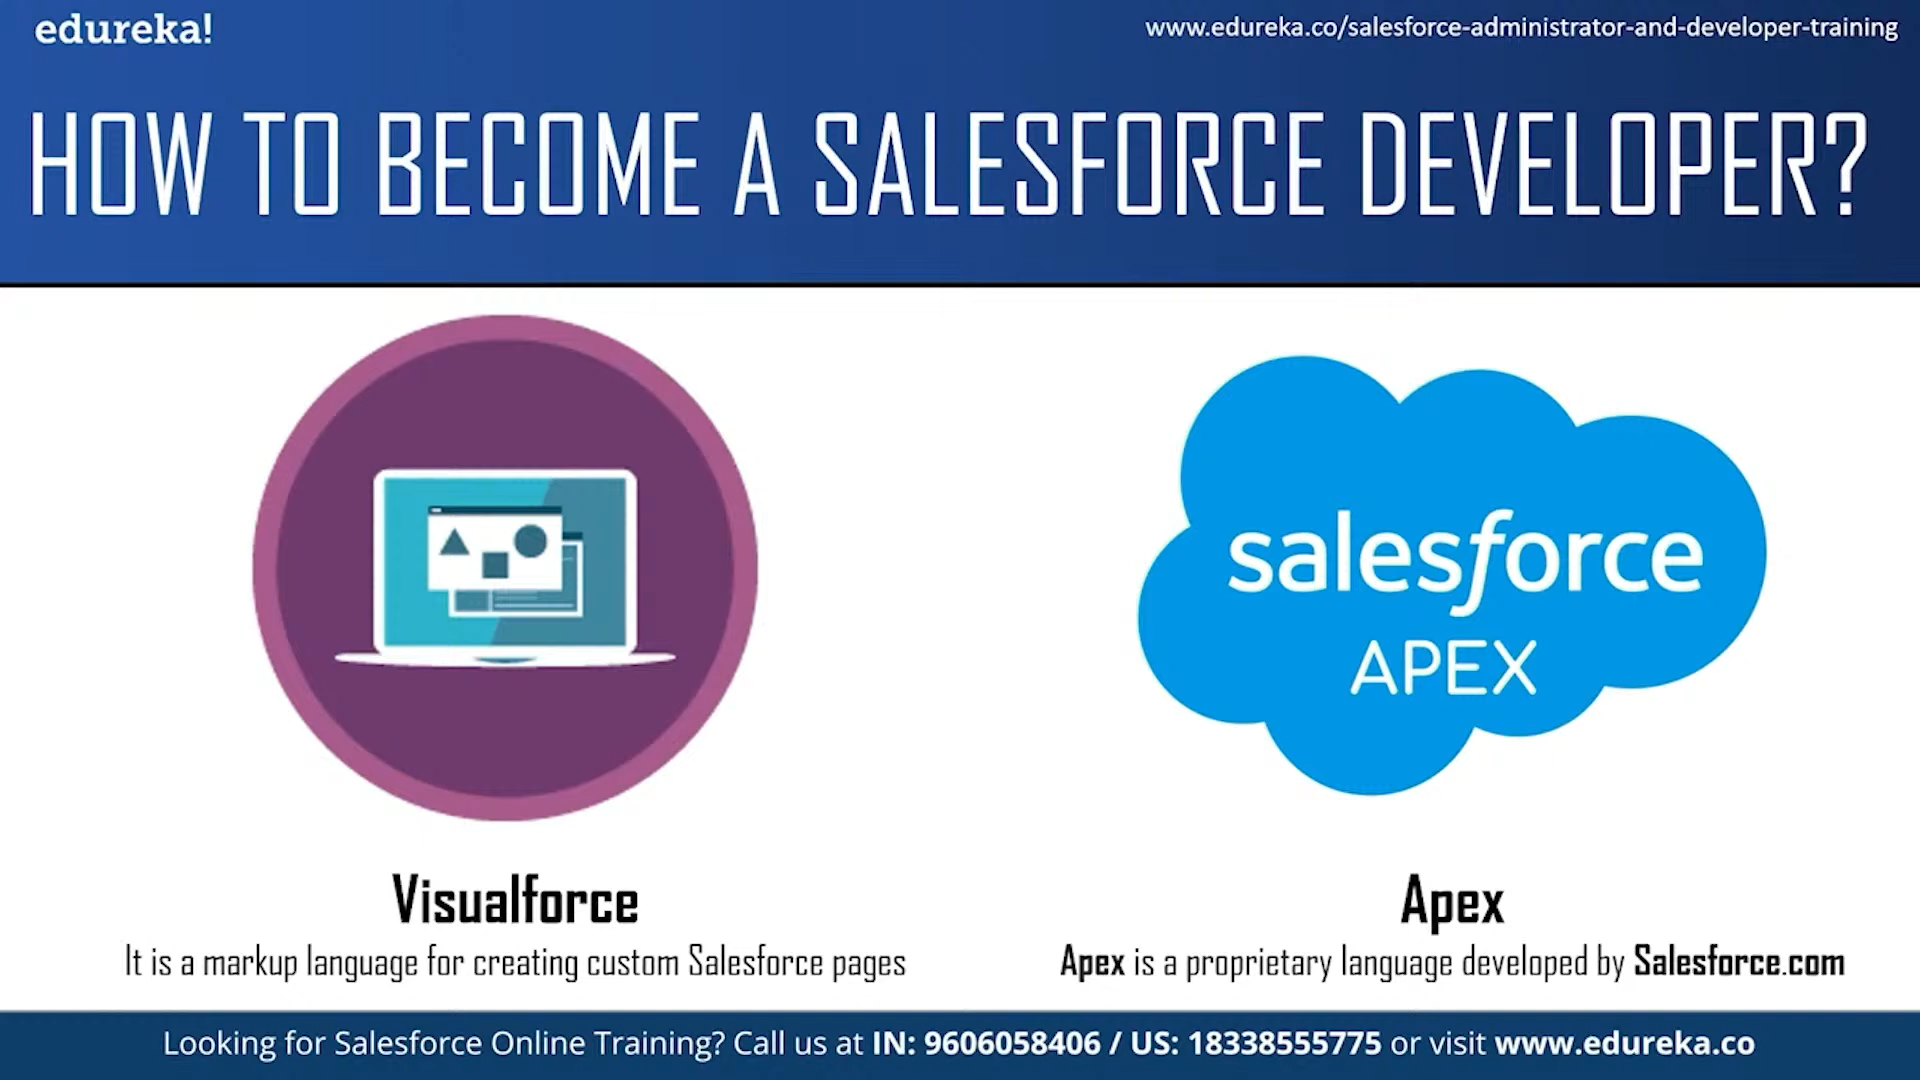 edureka!
www.edureka.co/salesforce-administrator-and-developer-training
HOW TO BECOME A SALESFORCE DEVELOPER?
salesforce
APEX
Visualforce
It is a markup language for creating custom Salesforce pages
Apex
Apex is a proprietary language developed by Salesforce.com
Looking for Salesforce Online Training? Call us at IN: 9606058406 / US: 18338555775 or visit www.edureka.co